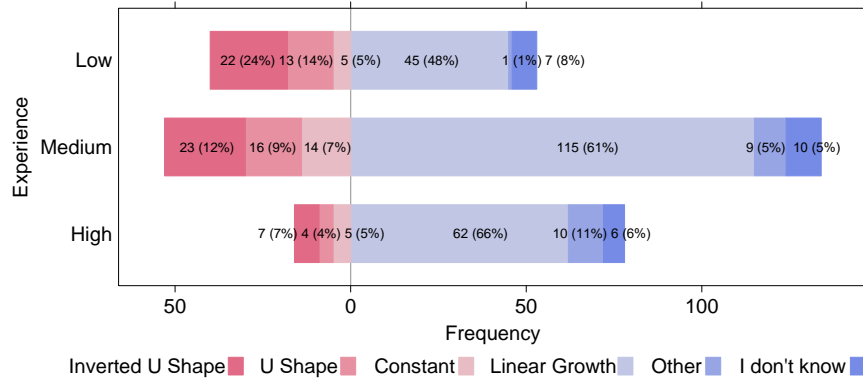 Experience
Low
22 (24%) 13 (14%) 5 (5%) 45 (48%) 1 (1%) 7 (8%)
Medium
23 (12%) 16 (9%) 14 (7%) 115 (61%) 9 (5%) 10 (5%)
High
7 (7%) 4 (4%) 5 (5%) 62 (66%) 10 (11%) 6 (6%)
50 0 50 100
Frequency
Inverted U Shape U Shape Constant Linear Growth Other I don't know